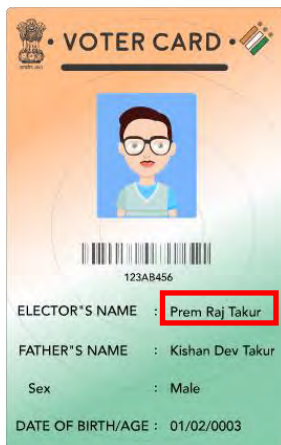 VOTER CARD
123AB456
ELECTOR"S NAME : Prem Raj Takur
FATHER"S NAME : Kishan Dev Takur
Sex : Male
DATE OF BIRTH/AGE : 01/02/0003